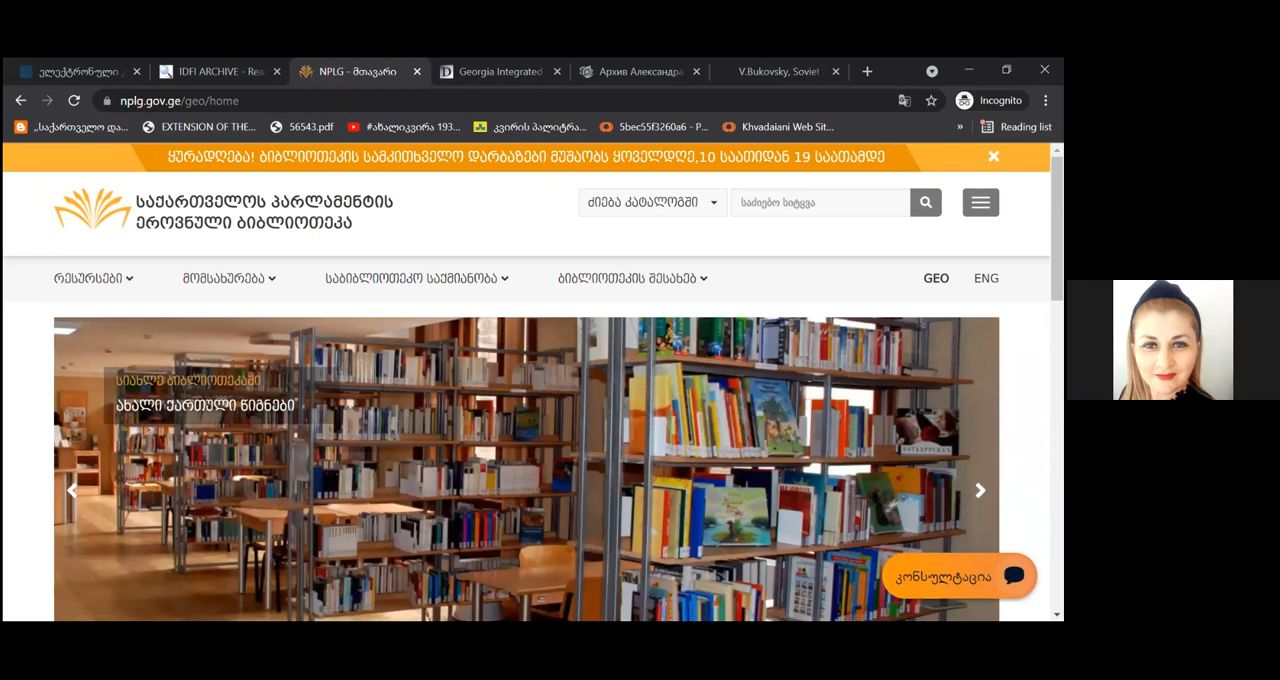 ელექტრონული
IDFI ARCHIVE - Rea
NPLG - მთავარი
Georgia Integrated
Архив Александра
V.Bukovsky, Soviet
nplg.gov.ge/geo/home
Incognito
„საქართველო და...
EXTENSION OF THE...
56543.pdf
#ახალიკვირა 193...
კვირის პალიტრა...
5bec55f3260a6 - P...
Khvadaiani Web Sit...
»
Reading list
ყურადღება! ბიბლიოთეკის სამკითხველო დარბაზები მუშაობს ყოველდღე,10 საათიდან 19 საათამდე
საქართველოს პარლამენტის
ეროვნული ბიბლიოთეკა
ძიება კატალოგში
საძიებო სიტყვა
რესურსები
მომსახურება
საბიბლიოთეკო საქმიანობა
ბიბლიოთეკის შესახებ
GEO
ENG
სიახლე ბიბლიოთეკაში
ახალი ქართული წიგნები
კონსულტაცია